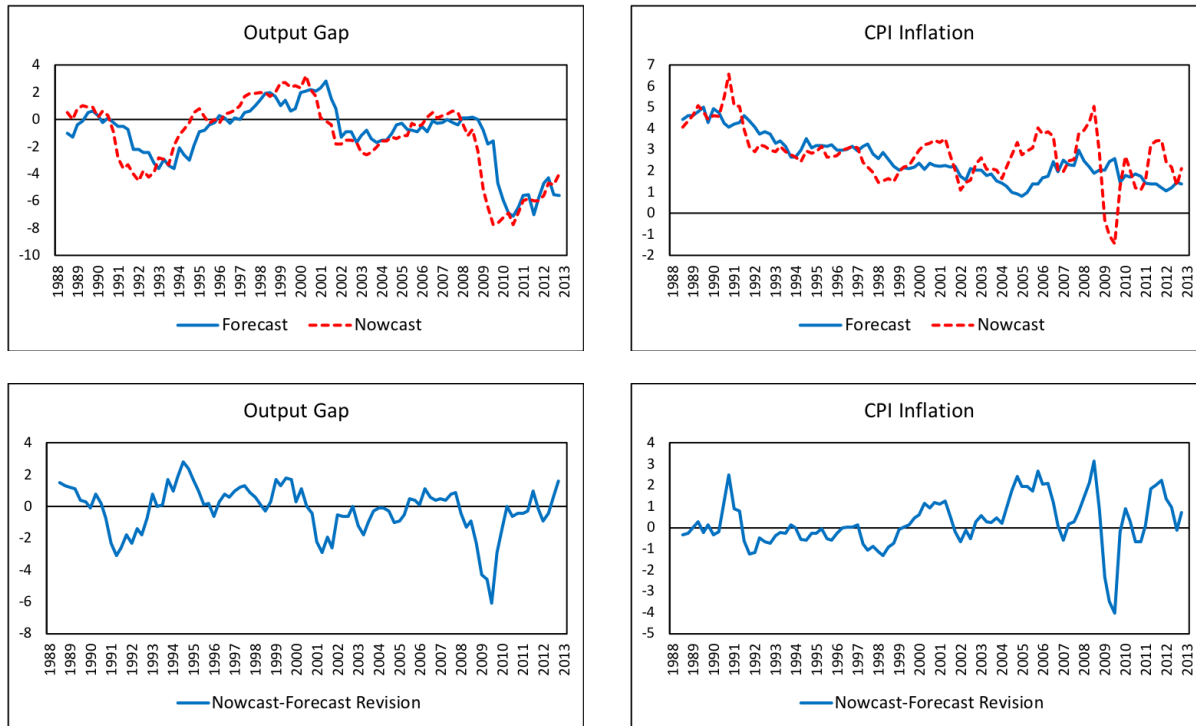 Output Gap
4
2
0
-2
-4
-6
-8
-10
1988 1989 1990 1991 1992 1993 1994 1995 1996 1997 1998 1999 2000 2001 2002 2003 2004 2005 2006 2007 2008 2009 2010 2011 2012 2013
Forecast Nowcast
CPI Inflation
7
6
5
4
3
2
1
0
-1
-2
1988 1989 1990 1991 1992 1993 1994 1995 1996 1997 1998 1999 2000 2001 2002 2003 2004 2005 2006 2007 2008 2009 2010 2011 2012 2013
Forecast Nowcast
Output Gap
4
2
0
-2
-4
-6
-8
1988 1989 1990 1991 1992 1993 1994 1995 1996 1997 1998 1999 2000 2001 2002 2003 2004 2005 2006 2007 2008 2009 2010 2011 2012 2013
Nowcast-Forecast Revision
CPI Inflation
4
3
2
1
0
-1
-2
-3
-4
-5
1988 1989 1990 1991 1992 1993 1994 1995 1996 1997 1998 1999 2000 2001 2002 2003 2004 2005 2006 2007 2008 2009 2010 2011 2012 2013
Nowcast-Forecast Revision